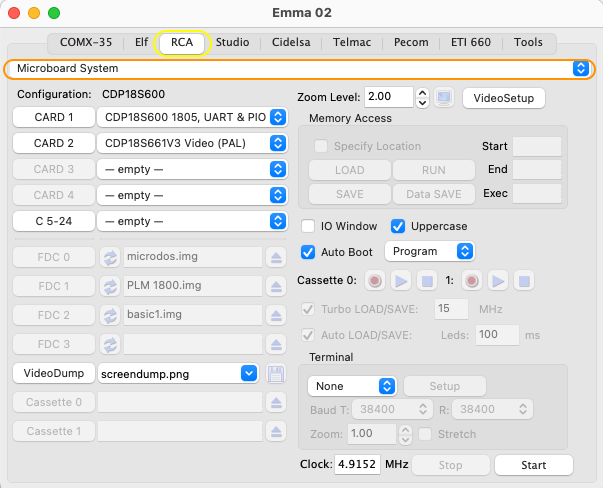 Emma 02
COMX-35 Elf RCA Studio Cidelsa Telmac Pecom ETI 660 Tools
Microboard System
Configuration: CDP18S600
CARD 1 CDP18S600 1805, UART & PIO
CARD 2 CDP18S661V3 Video (PAL)
CARD 3 — empty —
CARD 4 — empty —
C 5-24 — empty —
FDC 0 microdos.img
FDC 1 PLM 1800.img
FDC 2 basic1.img
FDC 3
VideoDump screendump.png
Cassette 0
Cassette 1
Zoom Level: 2.00 VideoSetup
Memory Access
Specify Location Start
LOAD RUN End
SAVE Data SAVE Exec
IO Window Uppercase
Auto Boot Program
Cassette 0: 1:
Turbo LOAD/SAVE: 15 MHz
Auto LOAD/SAVE: Leds: 100 ms
Terminal
None Setup
Baud T: 38400 R: 38400
Zoom: 1.00 Stretch
Clock: 4.9152 MHz Stop Start